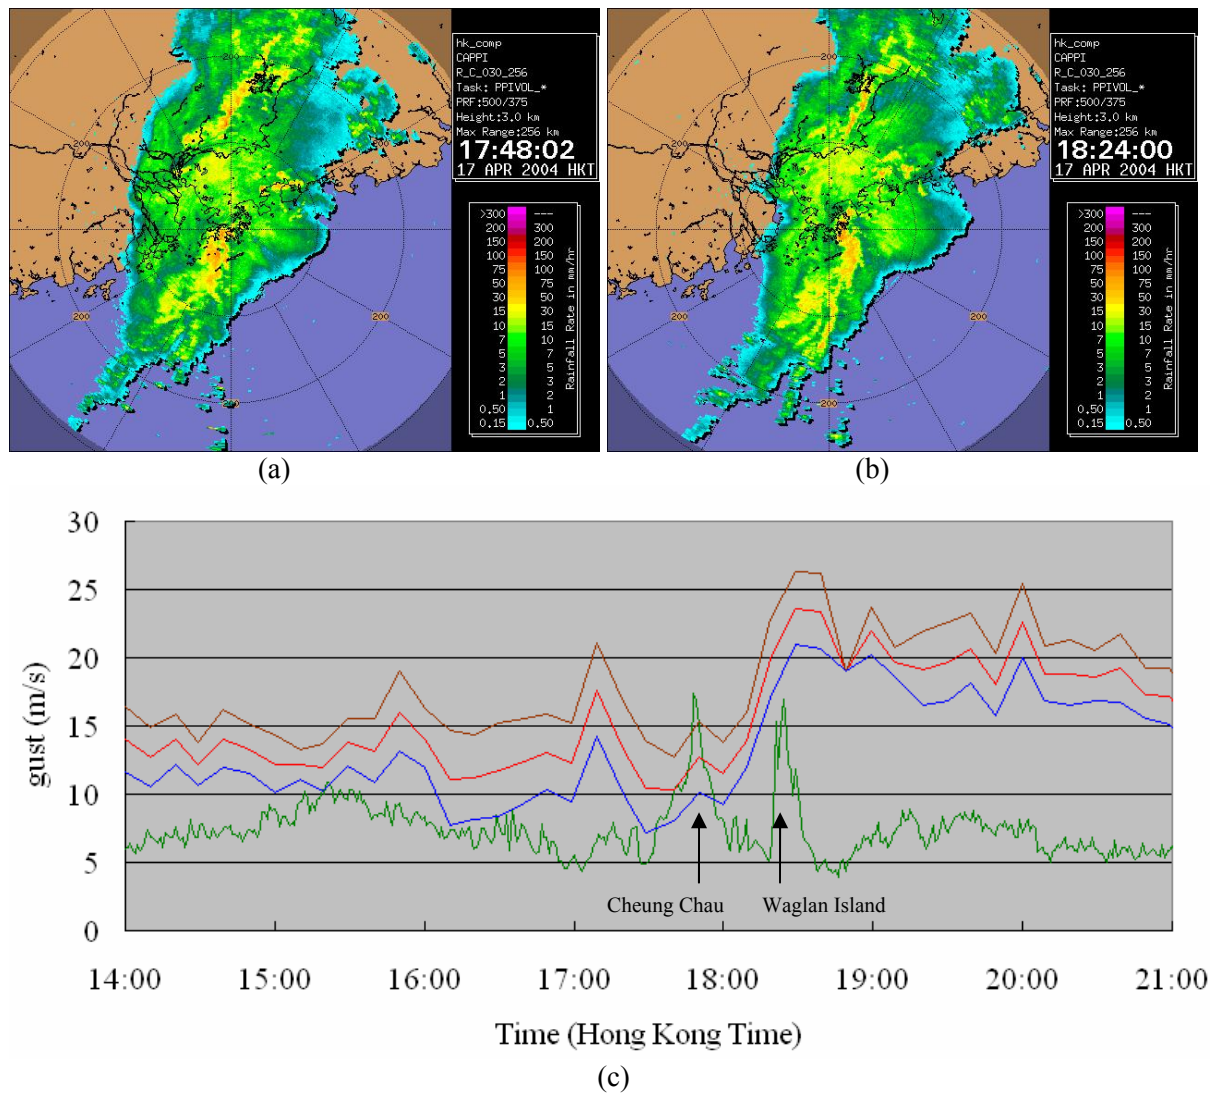 hk_comp
CAPPI
R_C_030_256
Task: PPIVOL_*
PRF:500/375
Height:3.0 km
Max Range:256 km
17:48:02
17 APR 2004 HKT
>300 ---
200 300
150 200
100 150
75 100
50 75
30 50
15 30
10 15
7 10
5 7
3 5
2 3
1 2
0.50 1
0.15 0.50
Rainfall Rate in mm/hr
200
200
200
200
200
(a)
hk_comp
CAPPI
R_C_030_256
Task: PPIVOL_*
PRF:500/375
Height:3.0 km
Max Range:256 km
18:24:00
17 APR 2004 HKT
>300 ---
200 300
150 200
100 150
75 100
50 75
30 50
15 30
10 15
7 10
5 7
3 5
2 3
1 2
0.50 1
0.15 0.50
Rainfall Rate in mm/hr
200
200
200
200
200
(b)
30
25
20
15
10
5
0
gust (m/s)
Cheung Chau
Waglan Island
14:00 15:00 16:00 17:00 18:00 19:00 20:00 21:00
Time (Hong Kong Time)
(c)